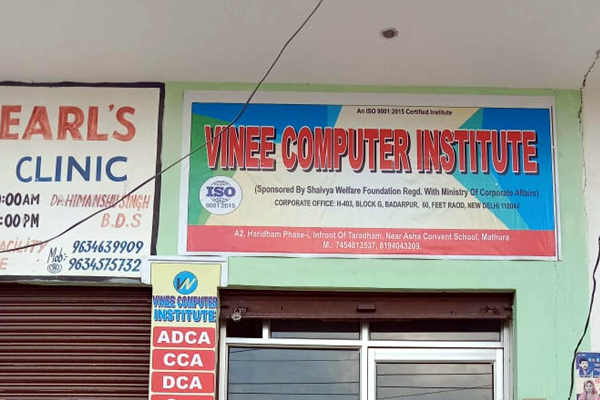 EARL'S
CLINIC
:00AM Dr. HIMANSHU SINGH
:00PM B.D.S
Mob: 9634639909
9634575732
An ISO 9001:2015 Certified Institute
VINEE COMPUTER INSTITUTE
ISO
9001:2015
(Sponsored By Shaivya Welfare Foundation Regd. With Ministry Of Corporate Affairs)
CORPORATE OFFICE: H-403, BLOCK G, BADARPUR, 60, FEET RAOD, NEW DELHI 110044
A2, Haridham Phase-i, Infront Of Taradham, Near Asha Convent School, Mathura
M.: 7454813537, 8194043203
VINEE COMPUTER
INSTITUTE
ADCA
CCA
DCA